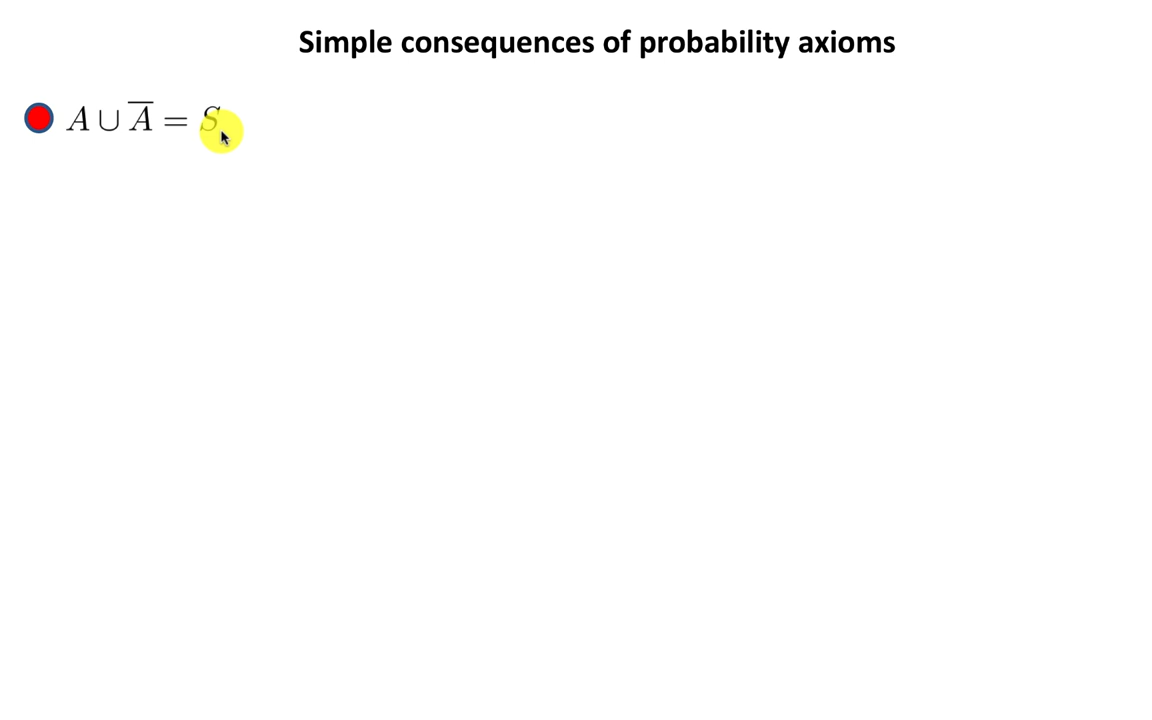 Simple consequences of probability axioms
A ∪ A̅ = S